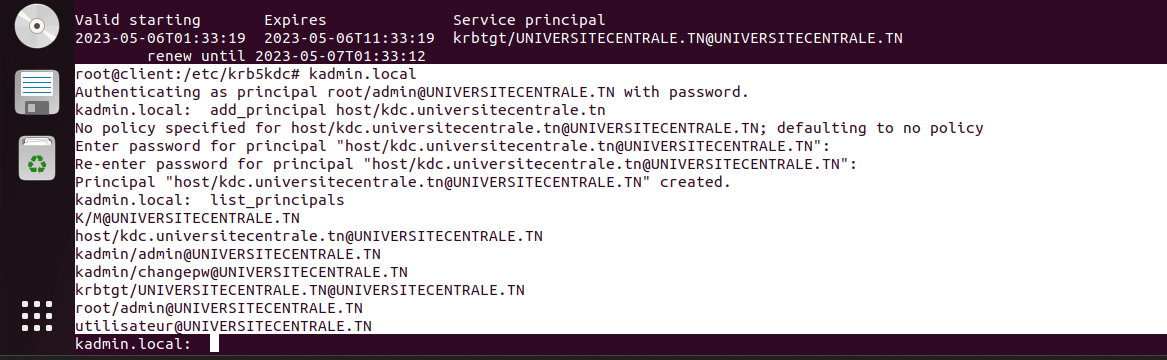 Valid starting       Expires              Service principal
2023-05-06T01:33:19  2023-05-06T11:33:19  krbtgt/UNIVERSITECENTRALE.TN@UNIVERSITECENTRALE.TN
        renew until 2023-05-07T01:33:12
root@client:/etc/krb5kdc# kadmin.local
Authenticating as principal root/admin@UNIVERSITECENTRALE.TN with password.
kadmin.local:  add_principal host/kdc.universitecentrale.tn
No policy specified for host/kdc.universitecentrale.tn@UNIVERSITECENTRALE.TN; defaulting to no policy
Enter password for principal "host/kdc.universitecentrale.tn@UNIVERSITECENTRALE.TN":
Re-enter password for principal "host/kdc.universitecentrale.tn@UNIVERSITECENTRALE.TN":
Principal "host/kdc.universitecentrale.tn@UNIVERSITECENTRALE.TN" created.
kadmin.local:  list_principals
K/M@UNIVERSITECENTRALE.TN
host/kdc.universitecentrale.tn@UNIVERSITECENTRALE.TN
kadmin/admin@UNIVERSITECENTRALE.TN
kadmin/changepw@UNIVERSITECENTRALE.TN
krbtgt/UNIVERSITECENTRALE.TN@UNIVERSITECENTRALE.TN
root/admin@UNIVERSITECENTRALE.TN
utilisateur@UNIVERSITECENTRALE.TN
kadmin.local: